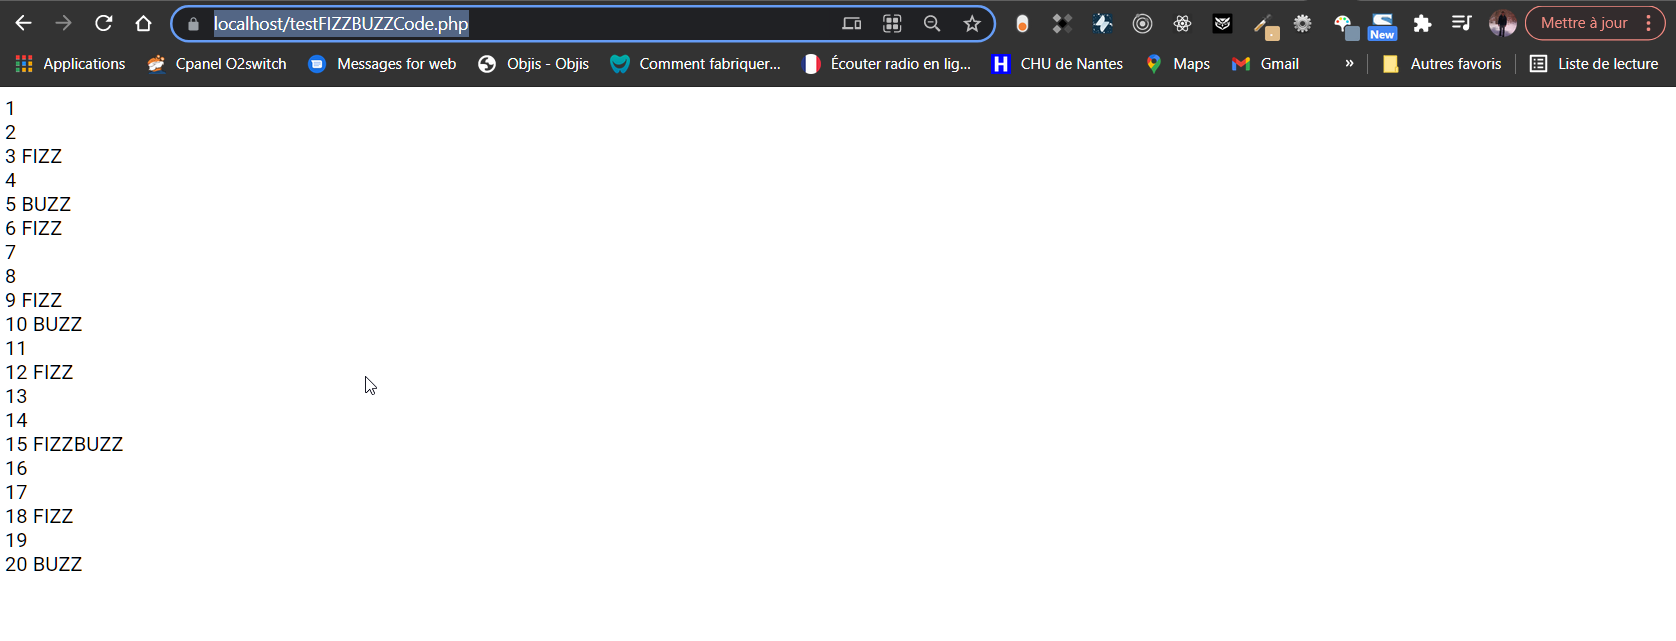 localhost/testFIZZBUZZCode.php
New
Mettre à jour
Applications Cpanel O2switch Messages for web Objis - Objis Comment fabriquer... Écouter radio en lig... H CHU de Nantes Maps Gmail » Autres favoris Liste de lecture
1
2
3 FIZZ
4
5 BUZZ
6 FIZZ
7
8
9 FIZZ
10 BUZZ
11
12 FIZZ
13
14
15 FIZZBUZZ
16
17
18 FIZZ
19
20 BUZZ